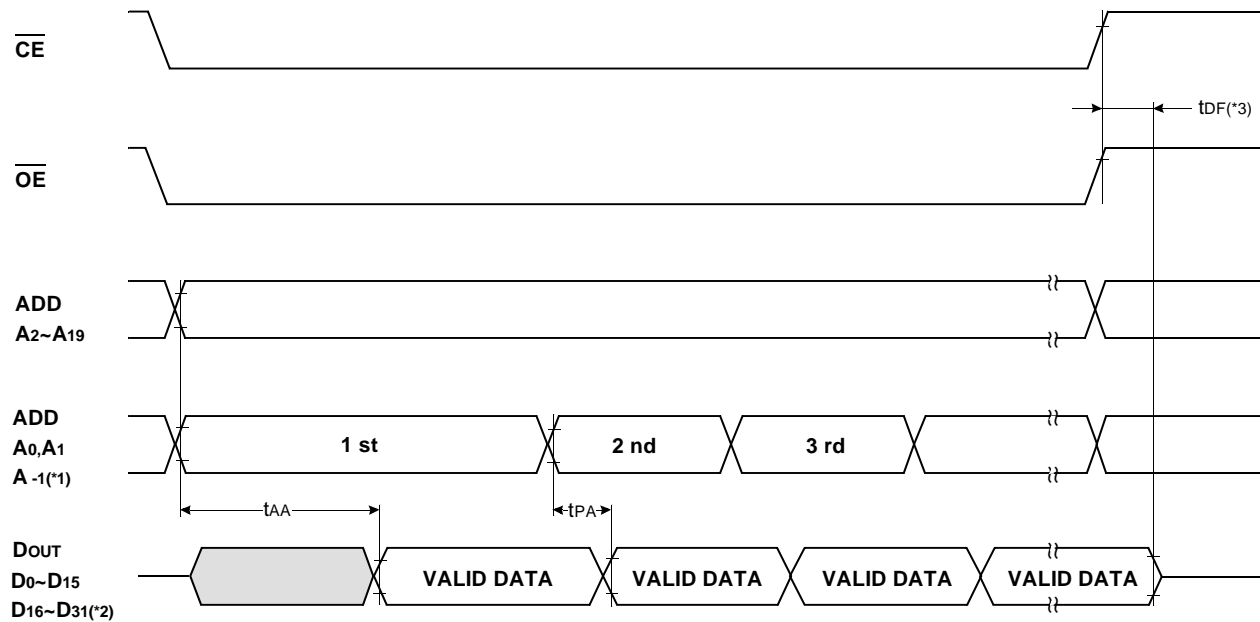 CE
tDF(*3)
OE
ADD
A2~A19
ADD
A0,A1
A -1(*1)
1 st
2 nd
3 rd
tAA
tPA
DOUT
D0~D15
D16~D31(*2)
VALID DATA
VALID DATA
VALID DATA
VALID DATA